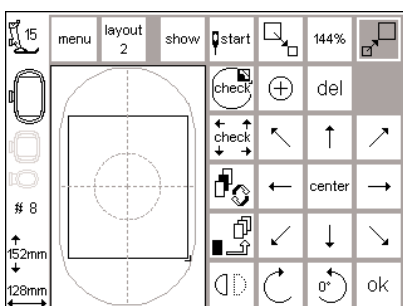 15
menu
layout
2
show
start
144%
check
del
check
center
# 8
152mm
128mm
0°
ok